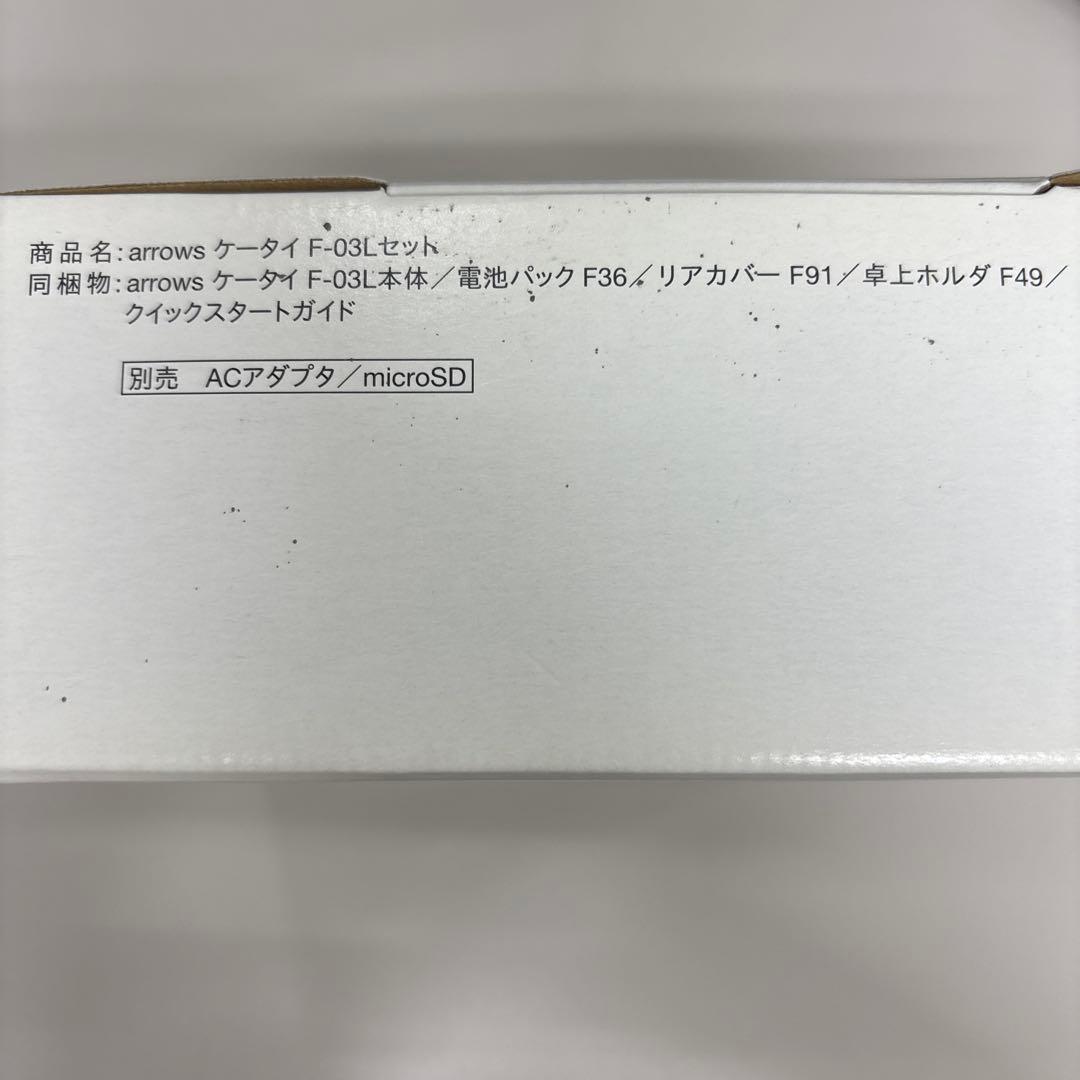 商品名:arrows ケータイ F-03Lセット
同梱物:arrows ケータイ F-03L本体／電池パック F36／リアカバー F91／卓上ホルダ F49／
クイックスタートガイド
別売　ACアダプタ／microSD